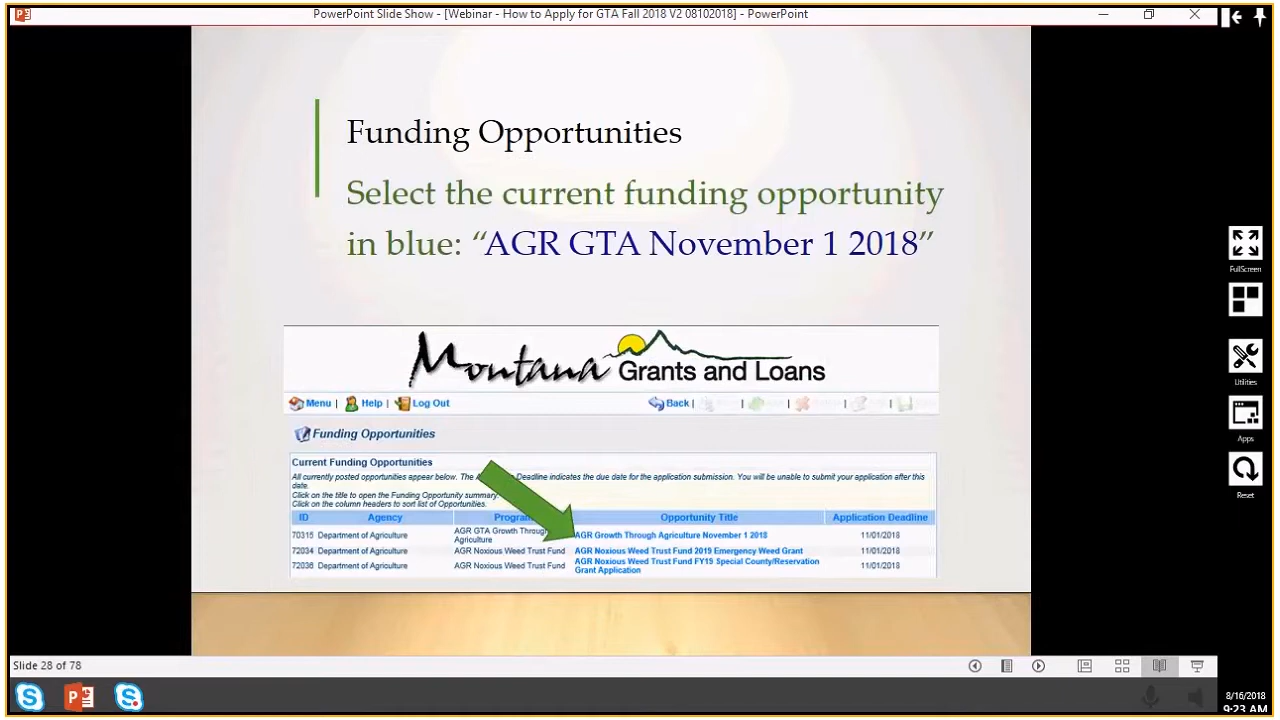 PowerPoint Slide Show - [Webinar - How to Apply for GTA Fall 2018 V2 08102018] - PowerPoint
Funding Opportunities
Select the current funding opportunity
in blue: “AGR GTA November 1 2018”
Montana Grants and Loans
Menu | Help | Log Out Back | | | | |
Funding Opportunities
Current Funding Opportunities
All currently posted opportunities appear below. The Deadline indicates the due date for the application submission. You will be unable to submit your application after this
date.
Click on the title to open the Funding Opportunity summary.
Click on the column headers to sort list of Opportunities.
ID Agency Program Opportunity Title Application Deadline
70315 Department of Agriculture AGR GTA Growth Through Agriculture AGR Growth Through Agriculture November 1 2018 11/01/2018
72034 Department of Agriculture AGR Noxious Weed Trust Fund AGR Noxious Weed Trust Fund 2019 Emergency Weed Grant 11/01/2018
72036 Department of Agriculture AGR Noxious Weed Trust Fund AGR Noxious Weed Trust Fund FY19 Special County/Reservation Grant Application 11/01/2018
FullScreen
Utilities
Apps
Reset
Slide 28 of 78
8/16/2018
9:23 AM